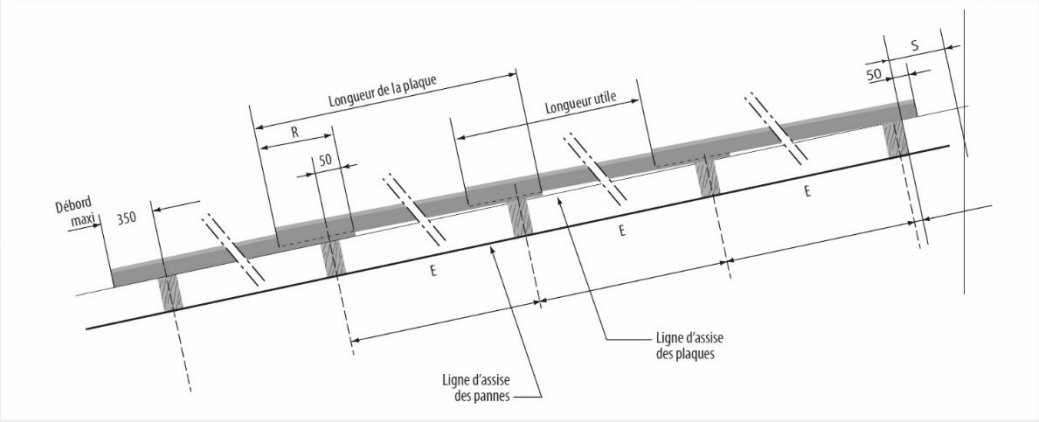 S
50
Longueur de la plaque
Longueur utile
R
50
Débord
maxi
350
E
E
E
Ligne d'assise
des plaques
Ligne d'assise
des pannes